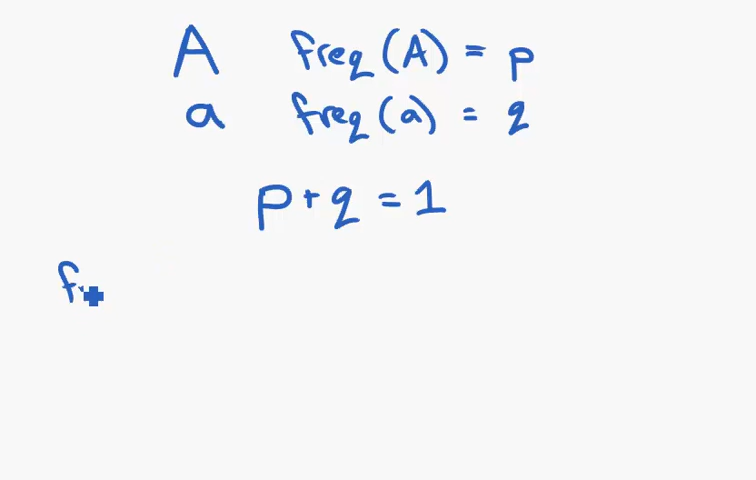 A freq (A) = p
a freq (a) = q
p + q = 1
f